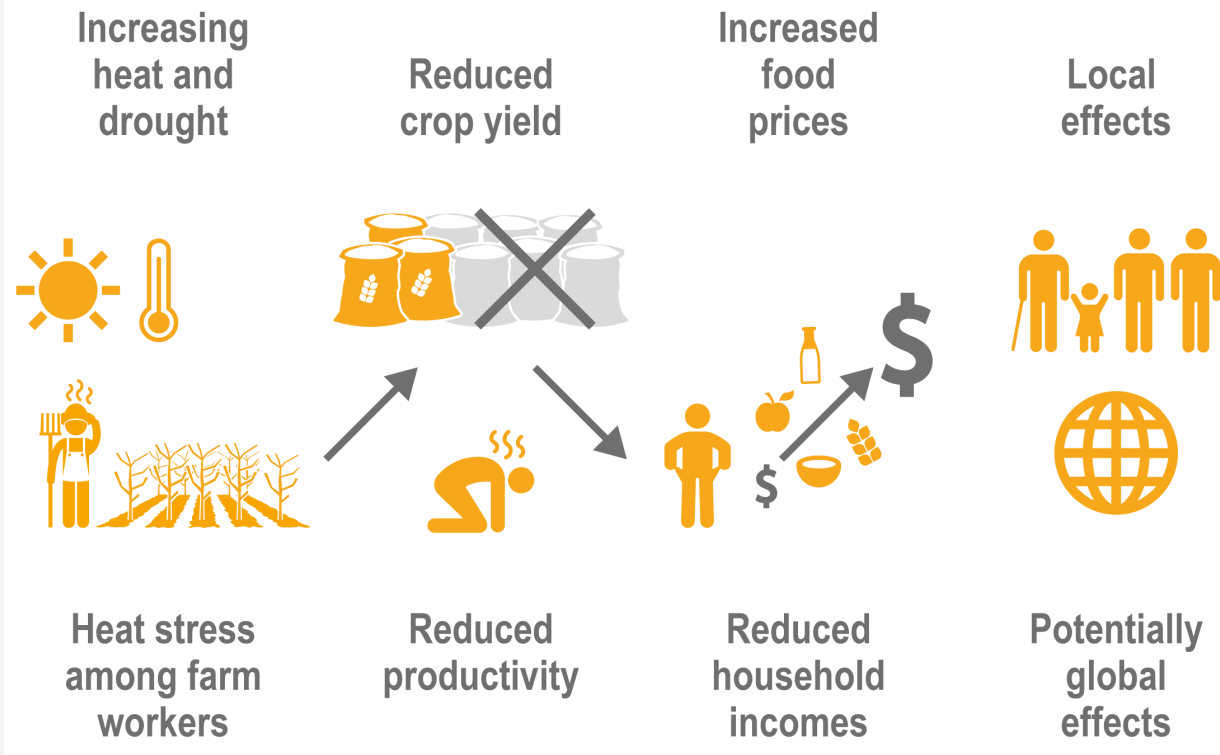 Increasing
heat and
drought
Reduced
crop yield
Increased
food
prices
Local
effects
$
$
Heat stress
among farm
workers
Reduced
productivity
Reduced
household
incomes
Potentially
global
effects